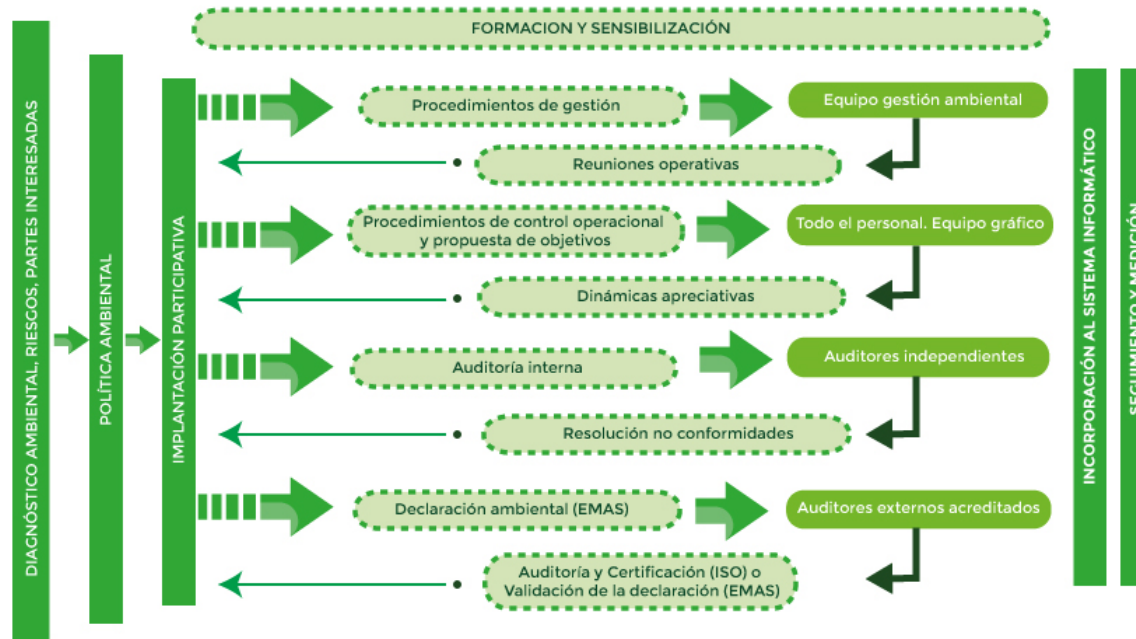 FORMACION Y SENSIBILIZACIÓN
DIAGNÓSTICO AMBIENTAL, RIESGOS, PARTES INTERESADAS
POLÍTICA AMBIENTAL
IMPLANTACIÓN PARTICIPATIVA
Procedimientos de gestión
Equipo gestión ambiental
Reuniones operativas
Procedimientos de control operacional
y propuesta de objetivos
Todo el personal. Equipo gráfico
Dinámicas apreciativas
Auditoría interna
Auditores independientes
Resolución no conformidades
Declaración ambiental (EMAS)
Auditores externos acreditados
Auditoría y Certificación (ISO) o
Validación de la declaración (EMAS)
INCORPORACIÓN AL SISTEMA INFORMÁTICO
SEGUIMIENTO Y MEDICIÓN